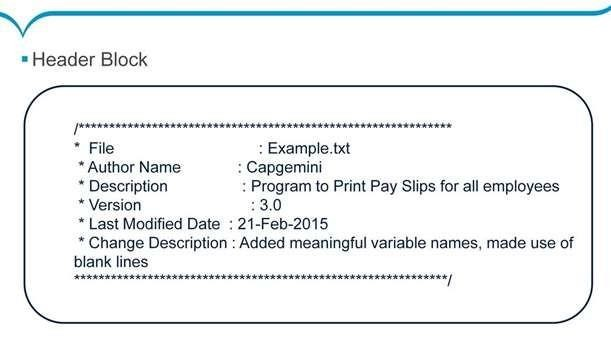 Header Block
/*************************************************************
* File : Example.txt
* Author Name : Capgemini
* Description : Program to Print Pay Slips for all employees
* Version : 3.0
* Last Modified Date : 21-Feb-2015
* Change Description : Added meaningful variable names, made use of
blank lines
*************************************************************/